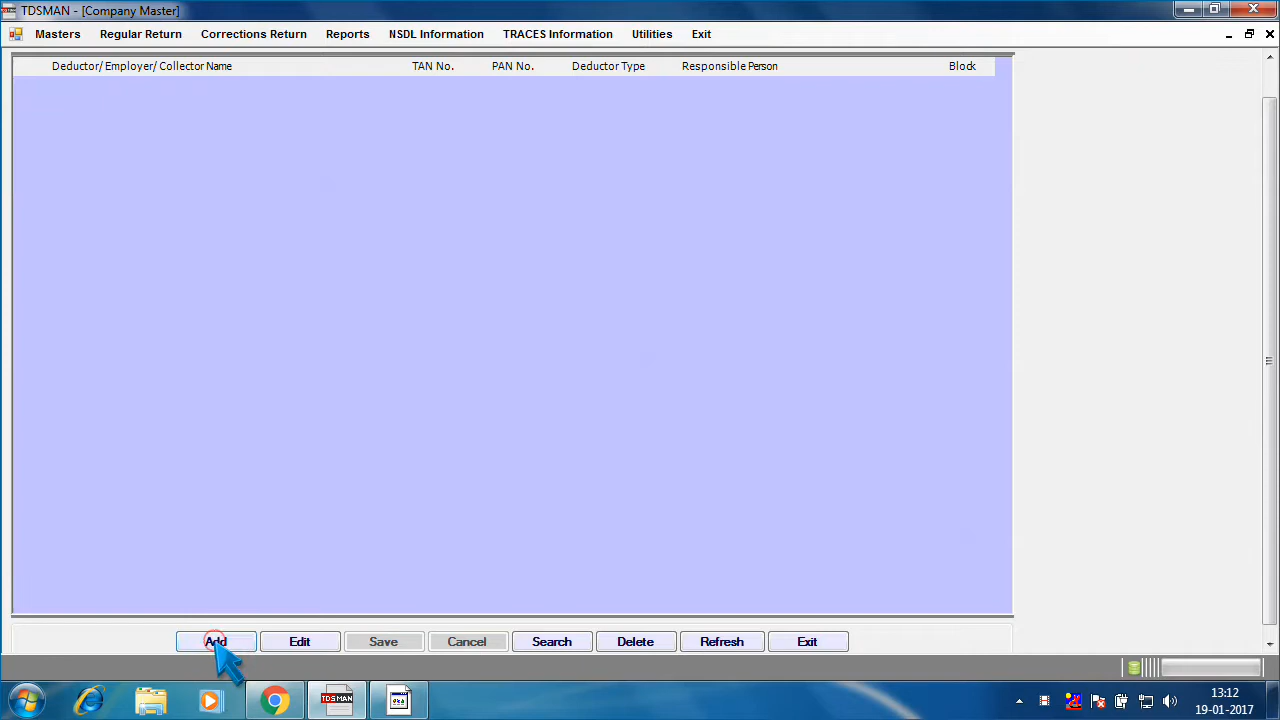 TDSMAN - [Company Master]
Masters Regular Return Corrections Return Reports NSDL Information TRACES Information Utilities Exit
Deductor/ Employer/ Collector Name TAN No. PAN No. Deductor Type Responsible Person Block
Add Edit Save Cancel Search Delete Refresh Exit
TDSMAN
13:12
19-01-2017